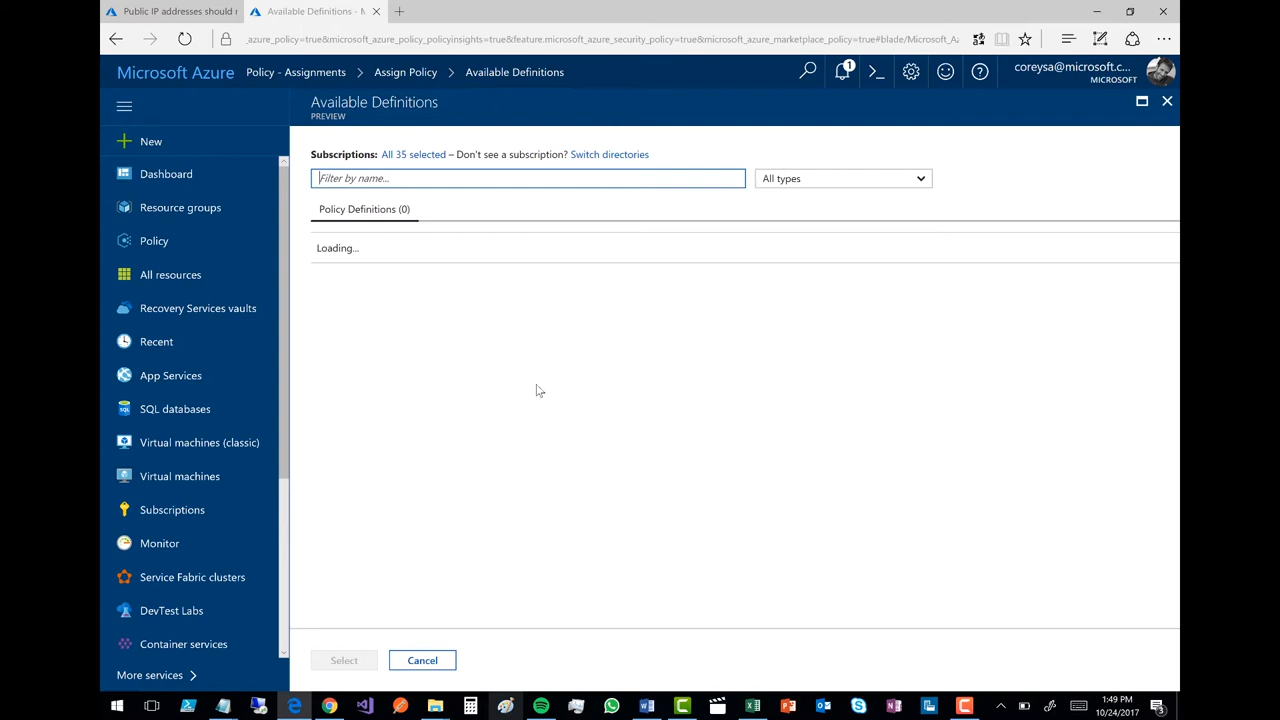 Public IP addresses should r
Available Definitions - M
_azure_policy=true&microsoft_azure_policy_policyinsights=true&feature.microsoft_azure_security_policy=true&microsoft_azure_marketplace_policy=true#blade/Microsoft_Az
Microsoft Azure Policy - Assignments Assign Policy Available Definitions
1
coreysa@microsoft.c...
MICROSOFT
Available Definitions
PREVIEW
New
Dashboard
Resource groups
Policy
All resources
Recovery Services vaults
Recent
App Services
SQL databases
Virtual machines (classic)
Virtual machines
Subscriptions
Monitor
Service Fabric clusters
DevTest Labs
Container services
More services
Subscriptions: All 35 selected – Don't see a subscription? Switch directories
Filter by name...
All types
Policy Definitions (0)
Loading...
Select
Cancel
1:49 PM
10/24/2017
3